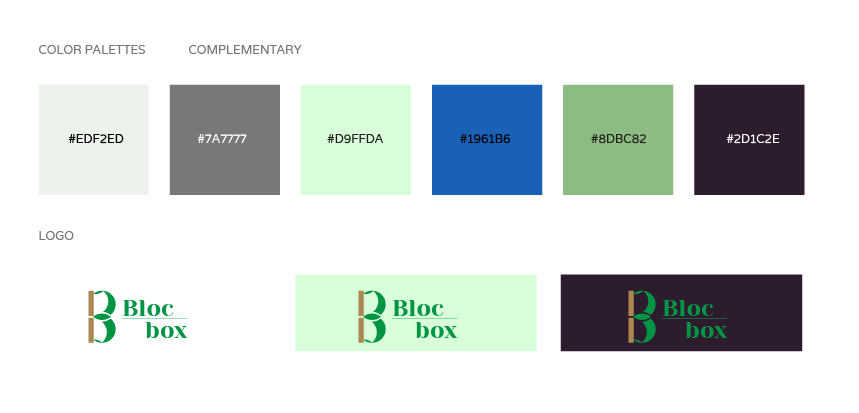 COLOR PALETTES
COMPLEMENTARY
#EDF2ED
#7A7777
#D9FFDA
#1961B6
#8DBC82
#2D1C2E
LOGO
B Bloc
box
B Bloc
box
B Bloc
box